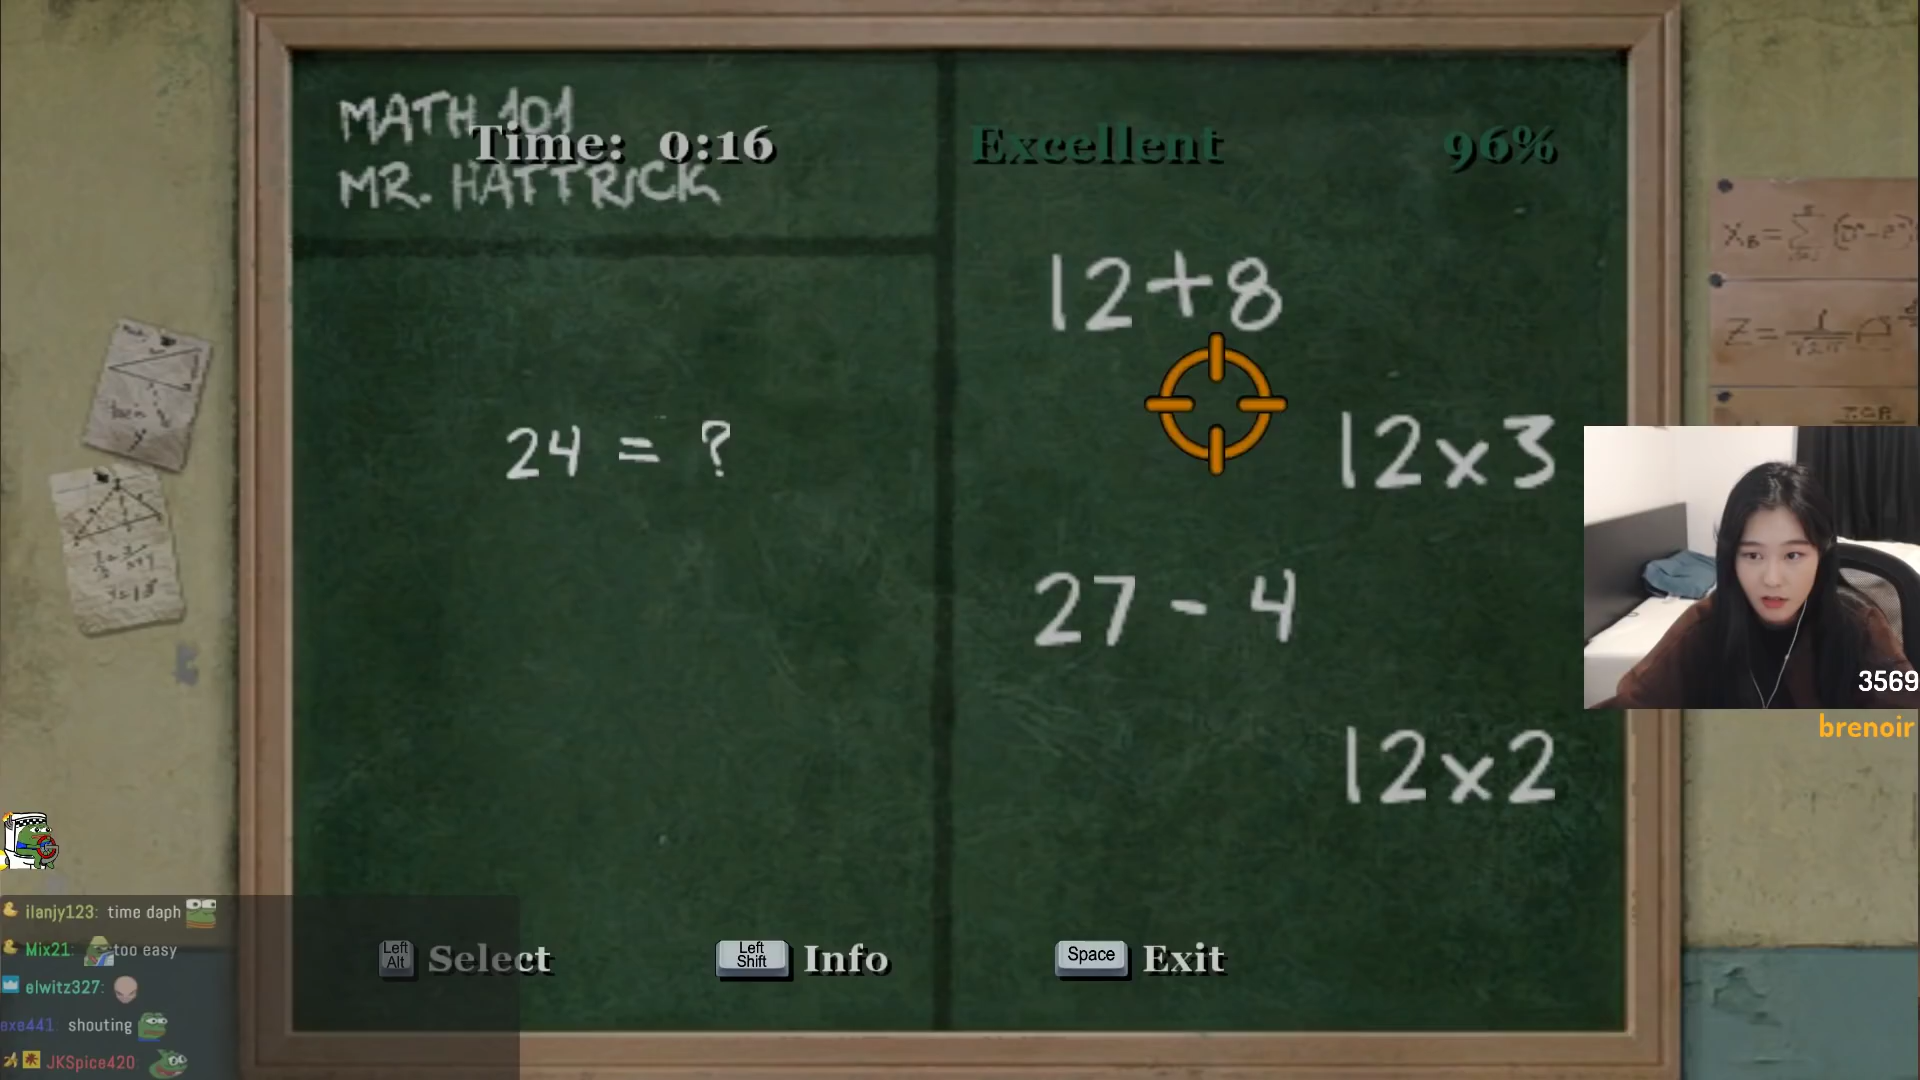 MATH 101
Time: 0:16
Excellent
96%
MR. HATTRICK
12+8
24 = ?
12x3
27 - 4
12x2
3569
brenoir
ilanjy123: time daph
Mix21: too easy
elwitz327:
exe441: shouting
JKSpice420
Left Alt Select
Left Shift Info
Space Exit